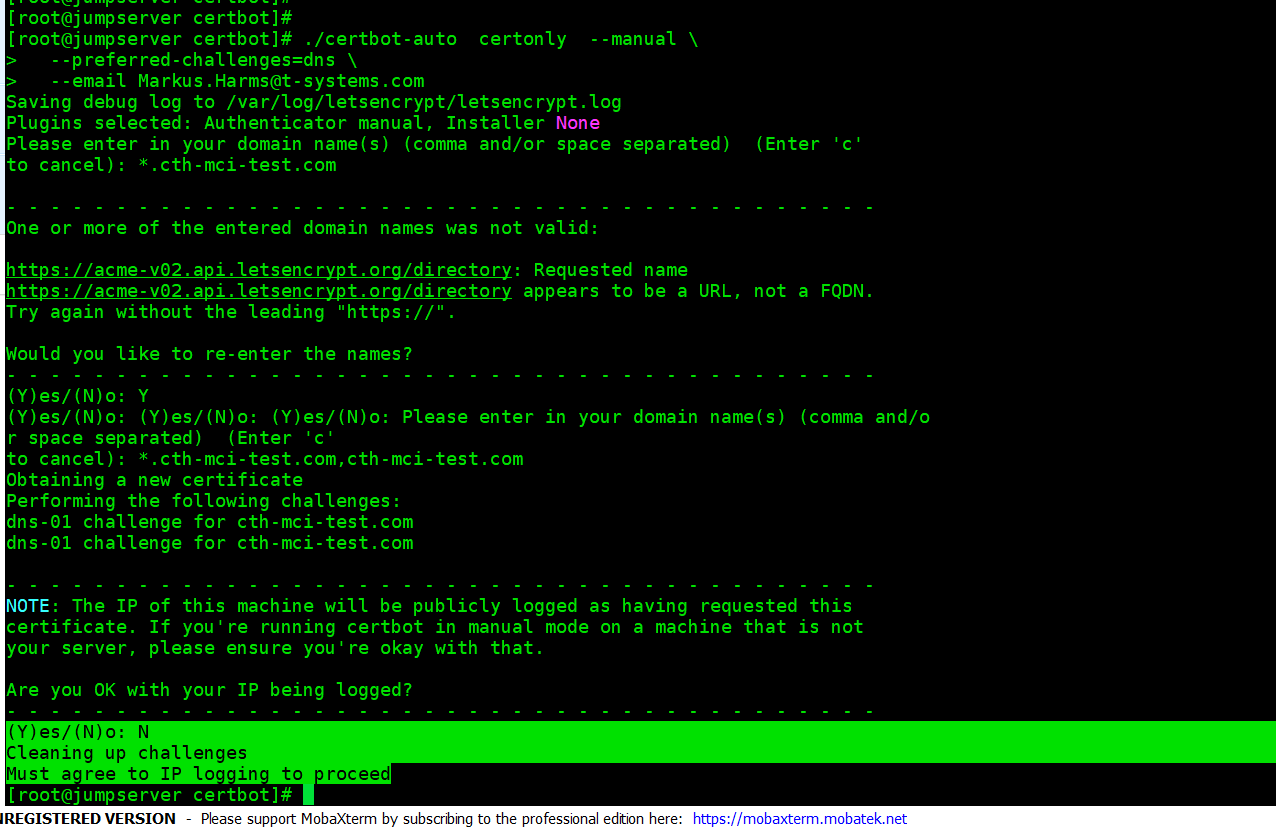 [root@jumpserver certbot]#
[root@jumpserver certbot]#
[root@jumpserver certbot]# ./certbot-auto  certonly  --manual \
>   --preferred-challenges=dns \
>   --email Markus.Harms@t-systems.com
Saving debug log to /var/log/letsencrypt/letsencrypt.log
Plugins selected: Authenticator manual, Installer None
Please enter in your domain name(s) (comma and/or space separated)  (Enter 'c'
to cancel): *.cth-mci-test.com
- - - - - - - - - - - - - - - - - - - - - - - - - - - - - - - - - - - - - - - -
One or more of the entered domain names was not valid:
https://acme-v02.api.letsencrypt.org/directory: Requested name
https://acme-v02.api.letsencrypt.org/directory appears to be a URL, not a FQDN.
Try again without the leading "https://".
Would you like to re-enter the names?
- - - - - - - - - - - - - - - - - - - - - - - - - - - - - - - - - - - - - - - -
(Y)es/(N)o: Y
(Y)es/(N)o: (Y)es/(N)o: (Y)es/(N)o: Please enter in your domain name(s) (comma and/o
r space separated)  (Enter 'c'
to cancel): *.cth-mci-test.com,cth-mci-test.com
Obtaining a new certificate
Performing the following challenges:
dns-01 challenge for cth-mci-test.com
dns-01 challenge for cth-mci-test.com
- - - - - - - - - - - - - - - - - - - - - - - - - - - - - - - - - - - - - - - -
NOTE: The IP of this machine will be publicly logged as having requested this
certificate. If you're running certbot in manual mode on a machine that is not
your server, please ensure you're okay with that.
Are you OK with your IP being logged?
- - - - - - - - - - - - - - - - - - - - - - - - - - - - - - - - - - - - - - - -
(Y)es/(N)o: N
Cleaning up challenges
Must agree to IP logging to proceed
[root@jumpserver certbot]#
NREGISTERED VERSION  -  Please support MobaXterm by subscribing to the professional edition here:  https://mobaxterm.mobatek.net